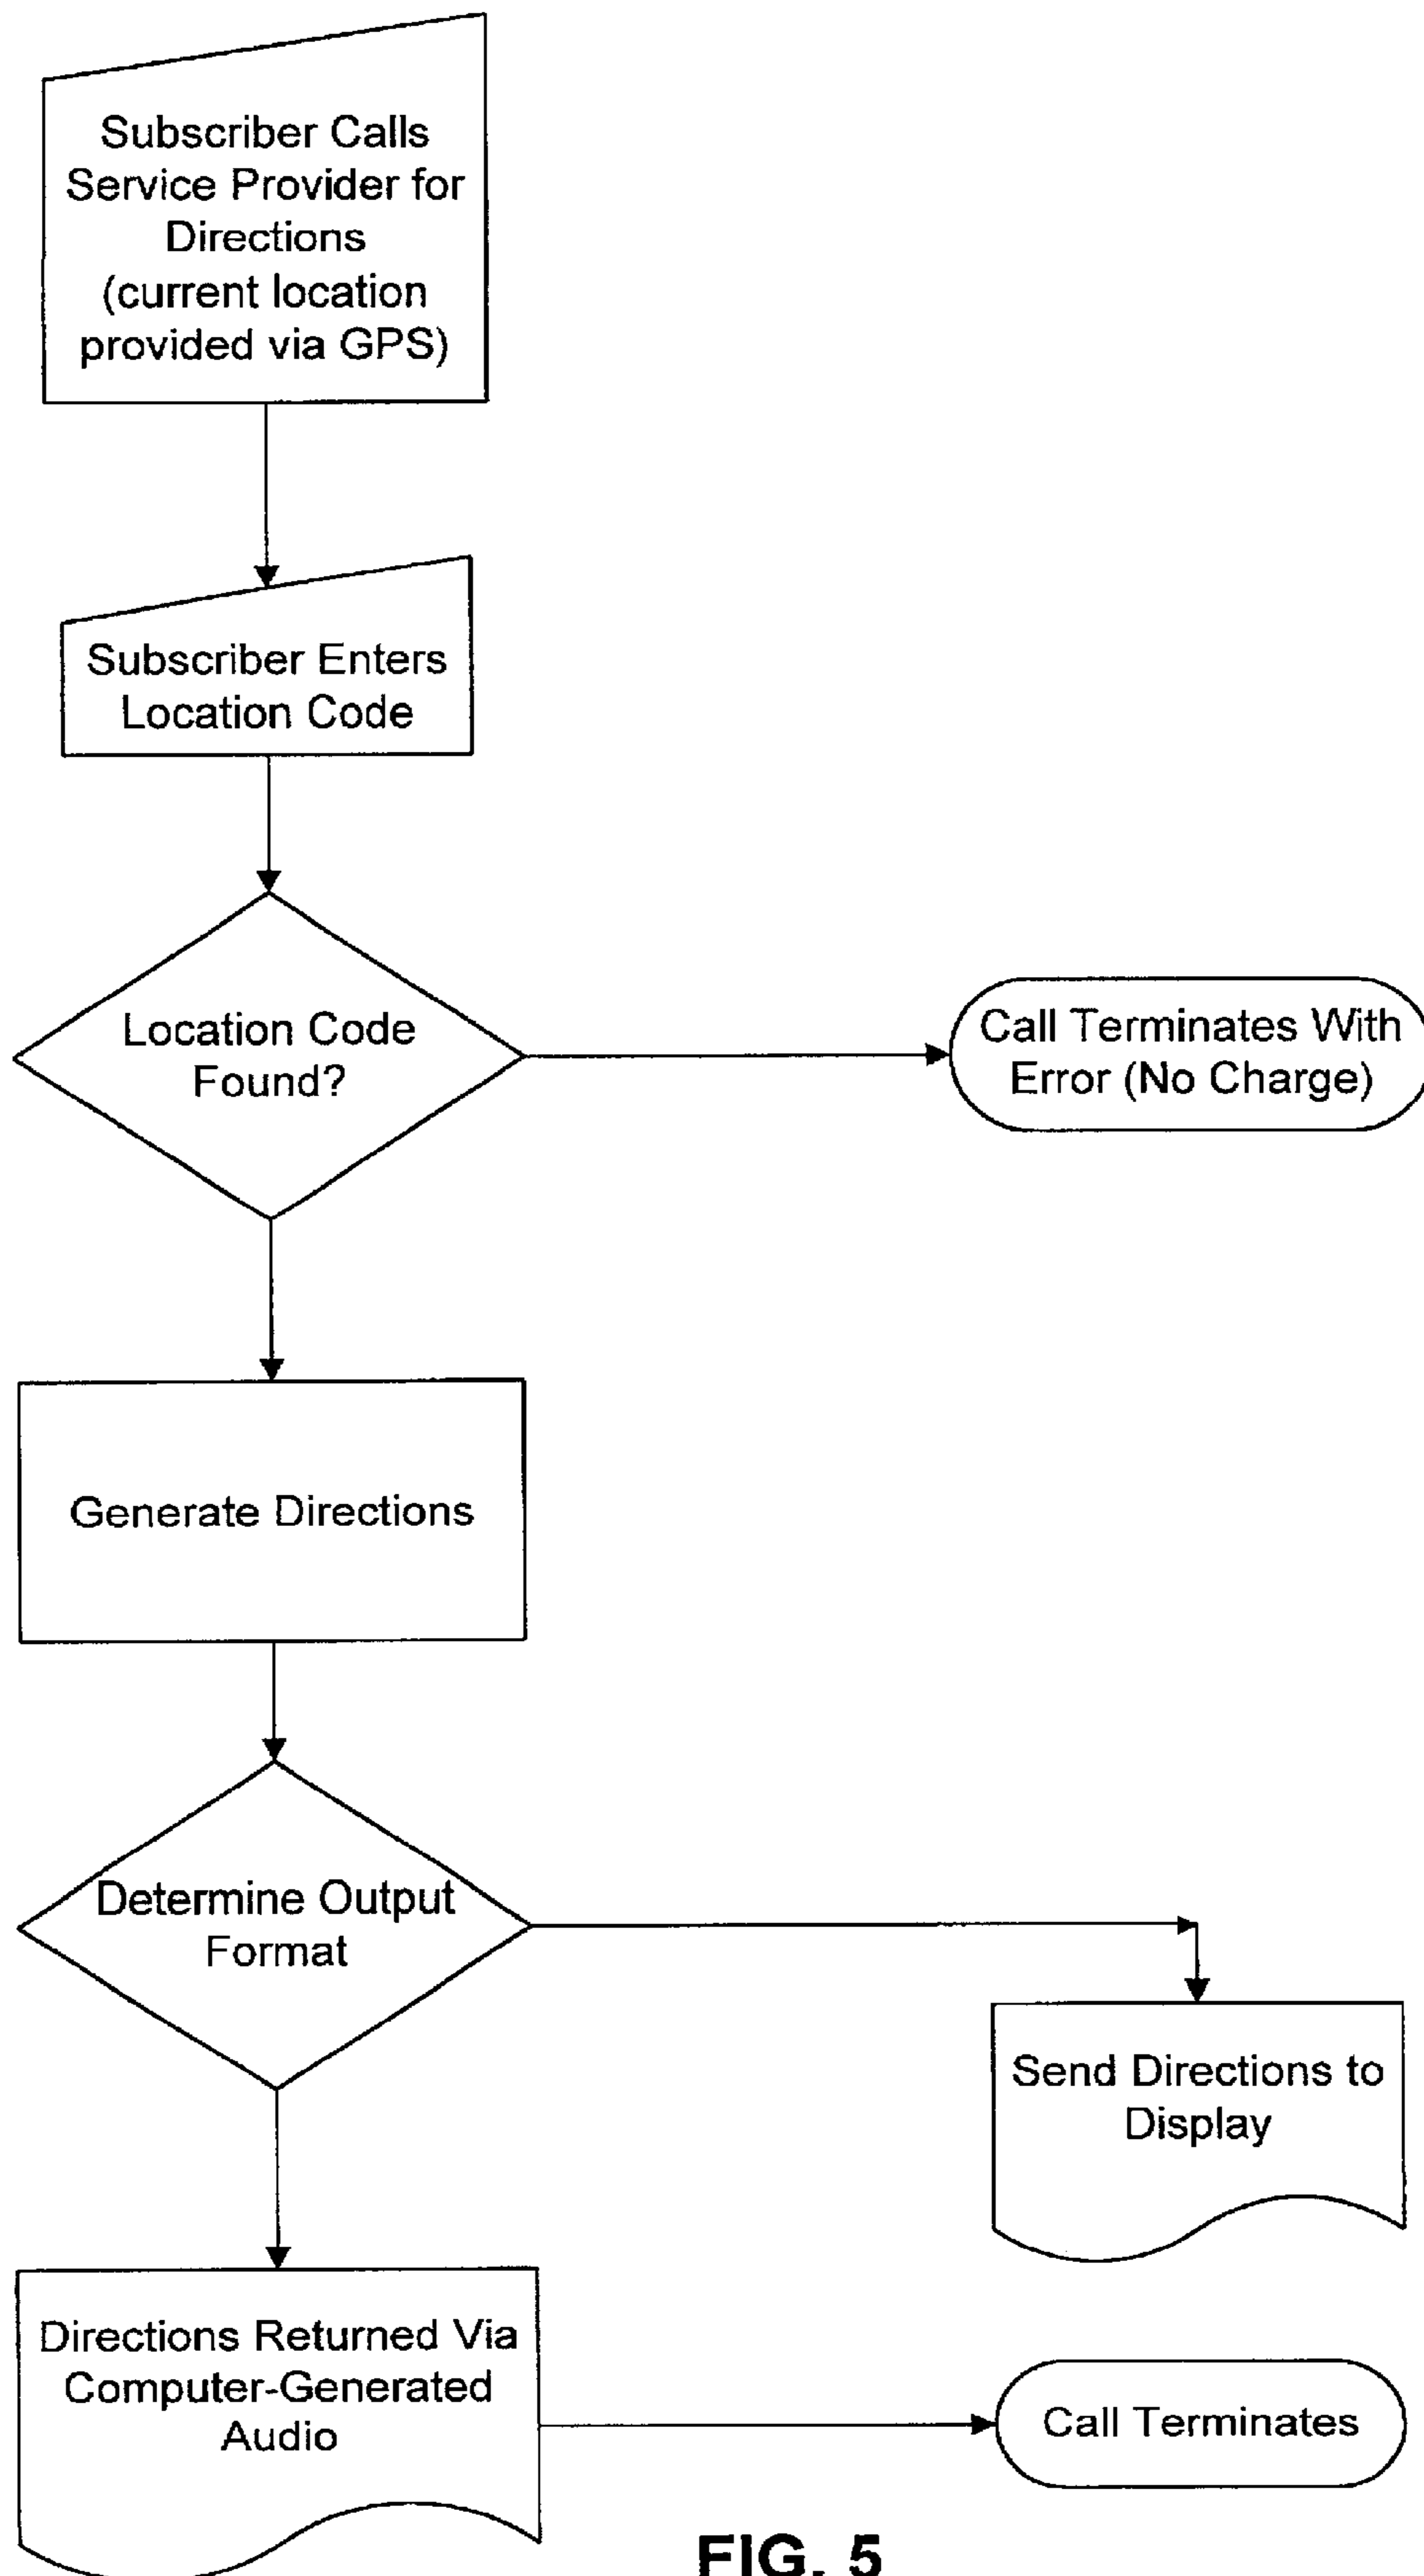 Subscriber Calls
Service Provider for
Directions
(current location
provided via GPS)
Subscriber Enters
Location Code
Location Code
Found?
Call Terminates With
Error (No Charge)
Generate Directions
Determine Output
Format
Send Directions to
Display
Directions Returned Via
Computer-Generated
Audio
Call Terminates
FIG. 5